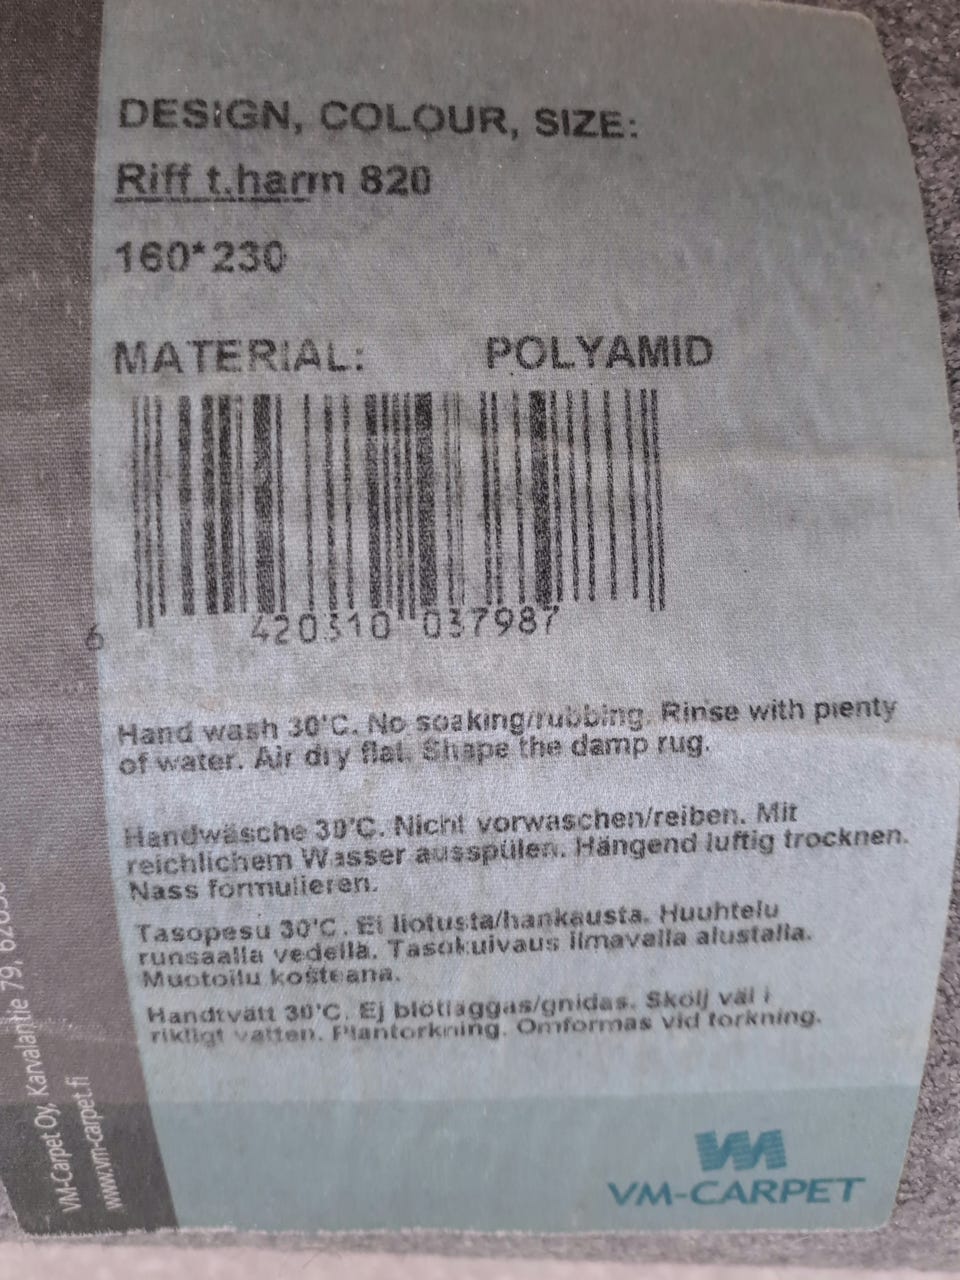 DESIGN, COLOUR, SIZE:
Riff t.harm 820
160*230
MATERIAL: POLYAMID
6 420310 037987
Hand wash 30'C. No soaking/rubbing. Rinse with plenty
of water. Air dry flat. Shape the damp rug.
Handwäsche 30'C. Nicht vorwaschen/reiben. Mit
reichlichem Wasser ausspülen. Hängend luftig trocknen.
Nass formulieren.
Tasopesu 30'C. Ei liotusta/hankausta. Huuhtelu
runsaalla vedellä. Tasokuivaus ilmavalla alustalla.
Muotoilu kosteana.
Handtvätt 30'C. Ej blötläggas/gnidas. Skölj väl i
rikligt vatten. Plantorkning. Omformas vid torkning.
VM-Carpet Oy, Karvalantie 79,
www.vm-carpet.fi
VM-CARPET